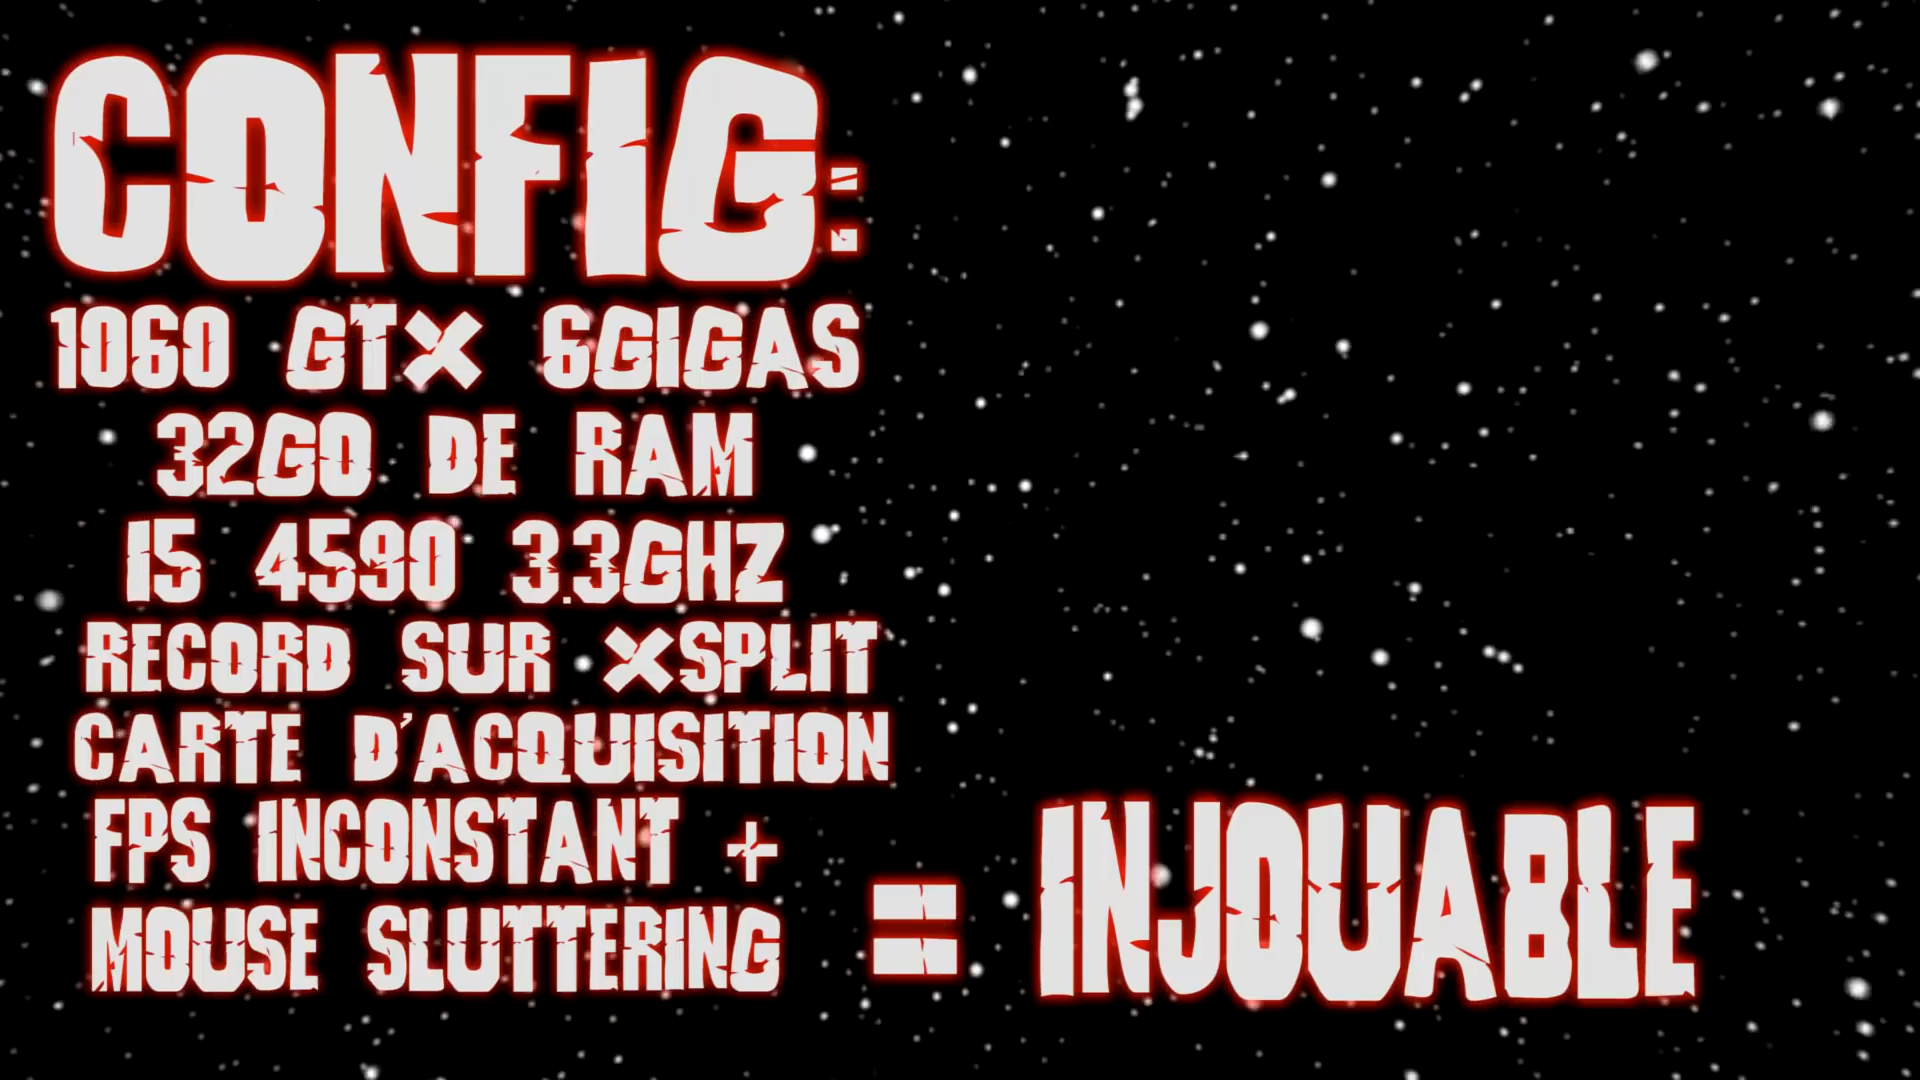 CONFIG:
1060 GTX 6GIGAS
32GO DE RAM
I5 4590 3.3GHZ
RECORD SUR XSPLIT
CARTE D'ACQUISITION
FPS INCONSTANT +
MOUSE SLUTTERING
= INJOUABLE